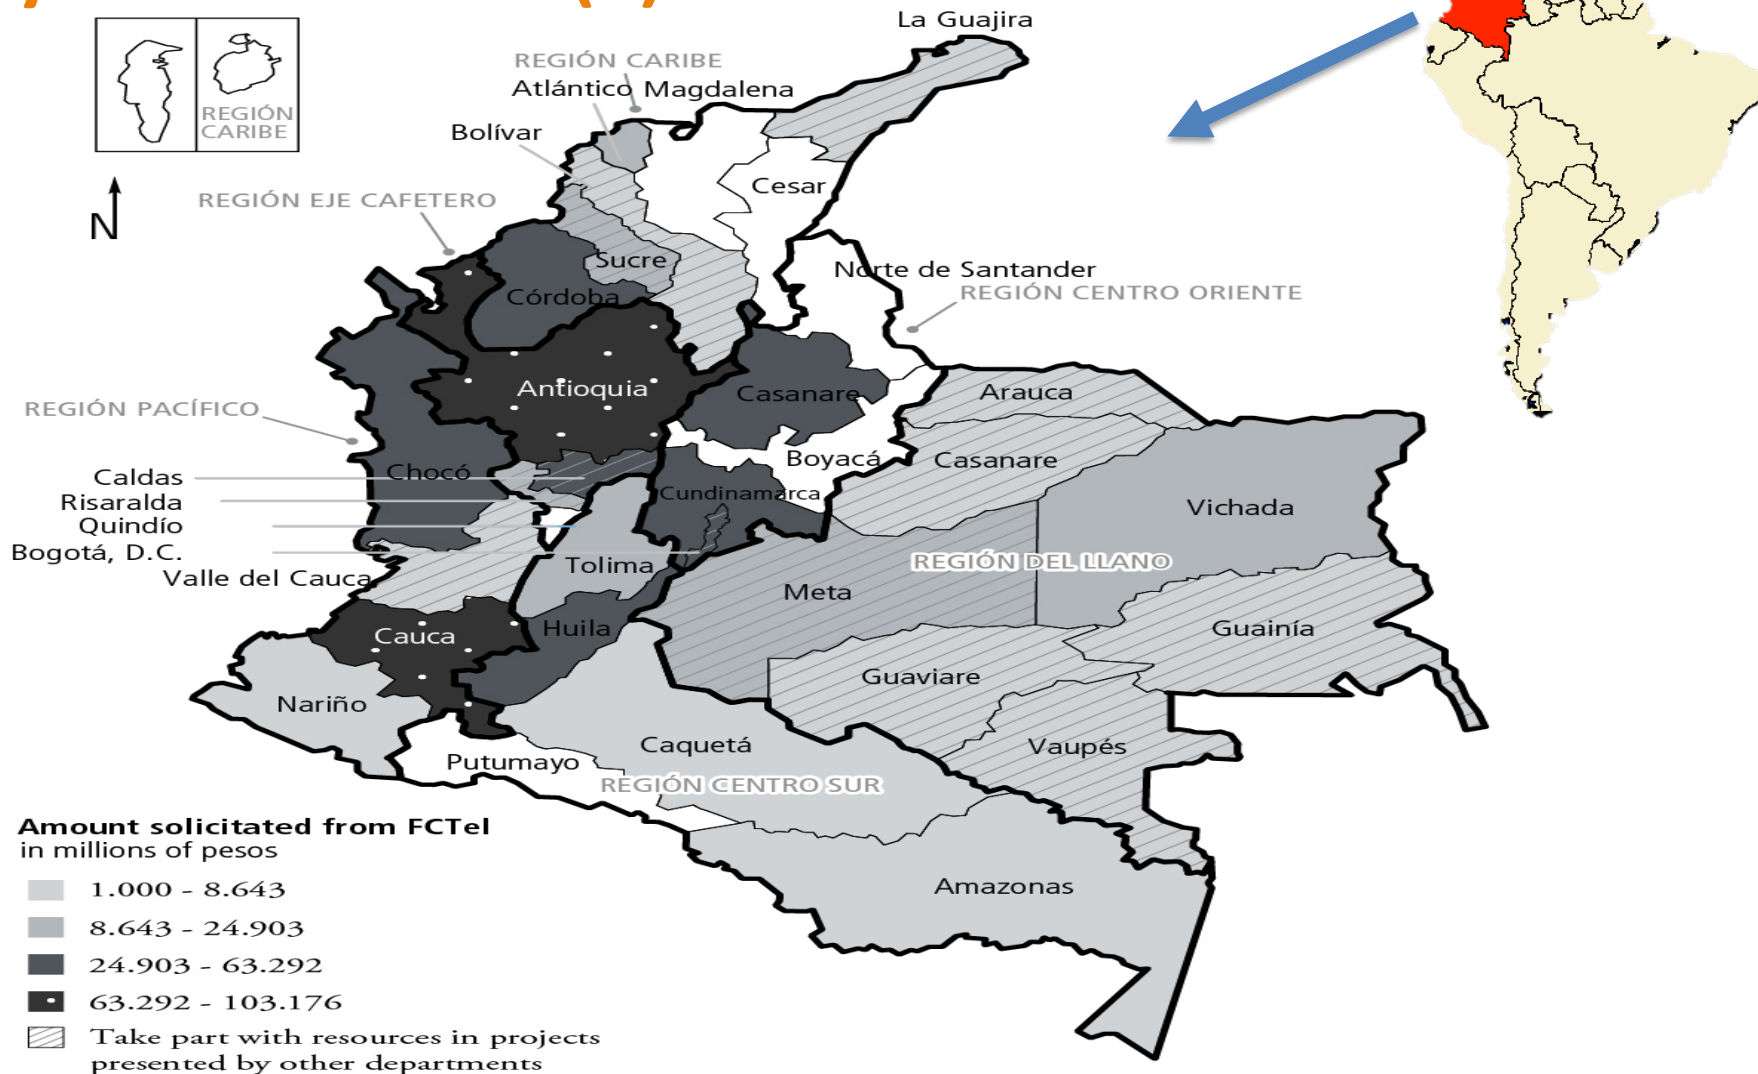 La Guajira
REGIÓN CARIBE
Atlántico Magdalena
Bolívar
REGIÓN
CARIBE
Cesar
REGIÓN EJE CAFETERO
N
Sucre
Norte de Santander
Córdoba
REGIÓN CENTRO ORIENTE
Antioquia
Casanare
Arauca
REGIÓN PACÍFICO
Boyacá
Casanare
Chocó
Caldas
Cundinamarca
Risaralda
Vichada
Quindío
Bogotá, D.C.
Tolima
REGIÓN DEL LLANO
Valle del Cauca
Meta
Cauca
Huila
Guainía
Guaviare
Nariño
Caquetá
Vaupés
Putumayo
REGIÓN CENTRO SUR
Amazonas
Amount solicitated from FCTel
in millions of pesos
1.000 - 8.643
8.643 - 24.903
24.903 - 63.292
63.292 - 103.176
Take part with resources in projects
presented by other departments